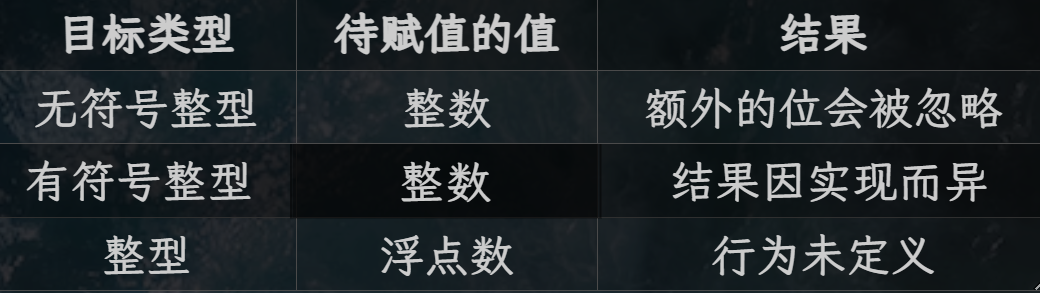 目标类型 待赋值的值 结果
无符号整型 整数 额外的位会被忽略
有符号整型 整数 结果因实现而异
整型 浮点数 行为未定义